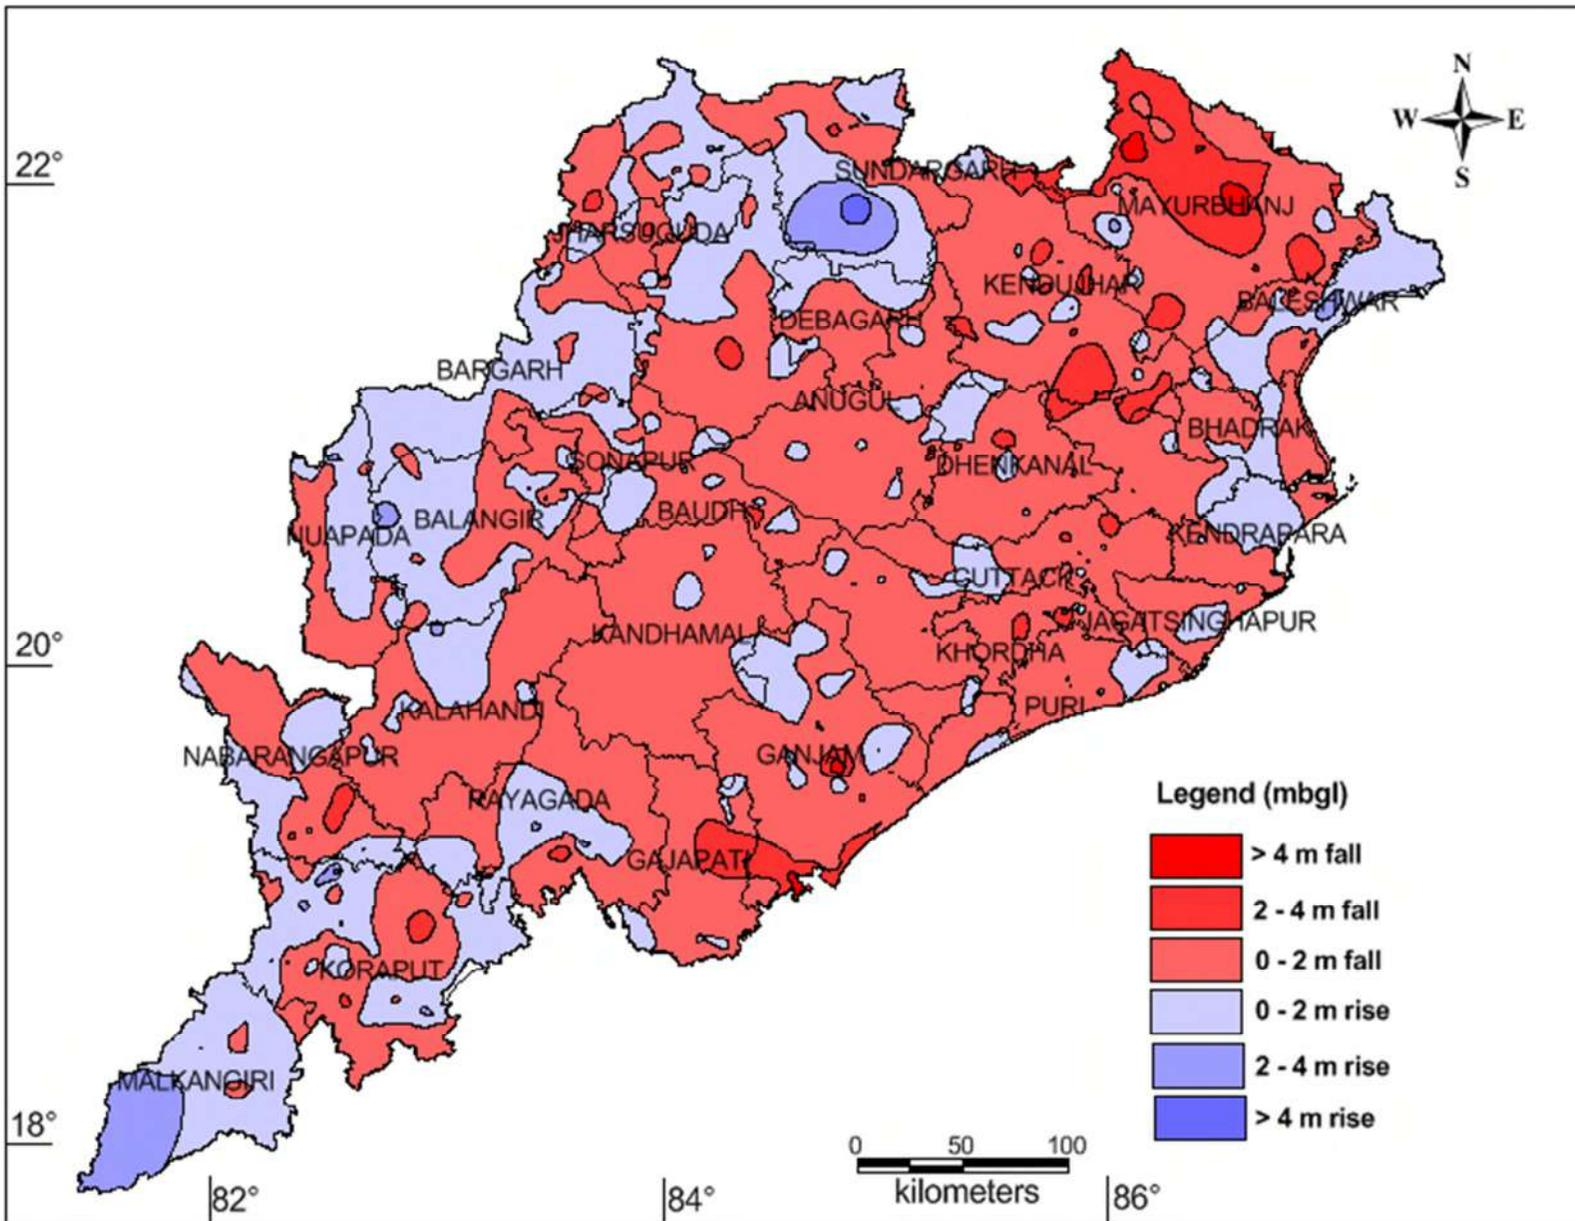 N
W E
S
22°
SUNDARGARH
MAYURBHANJ
JHARSUGUDA
KENDUJHAR
BALESHWAR
DEBAGARH
BARGARH
ANUGUL
BHADRAK
SONAPUR
DHENKANAL
BAUDH
BALANGIR
NUAPADA
KENDRAPARA
CUTTACK
JAGATSINGHAPUR
20°
KANDHAMAL
KHORDHA
KALAHANDI
PURI
NABARANGAPUR
GANJAM
RAYAGADA
GAJAPATI
KORAPUT
MALKANGIRI
18°
Legend (mbgl)
> 4 m fall
2 - 4 m fall
0 - 2 m fall
0 - 2 m rise
2 - 4 m rise
> 4 m rise
0 50 100
kilometers
82° 84° 86°